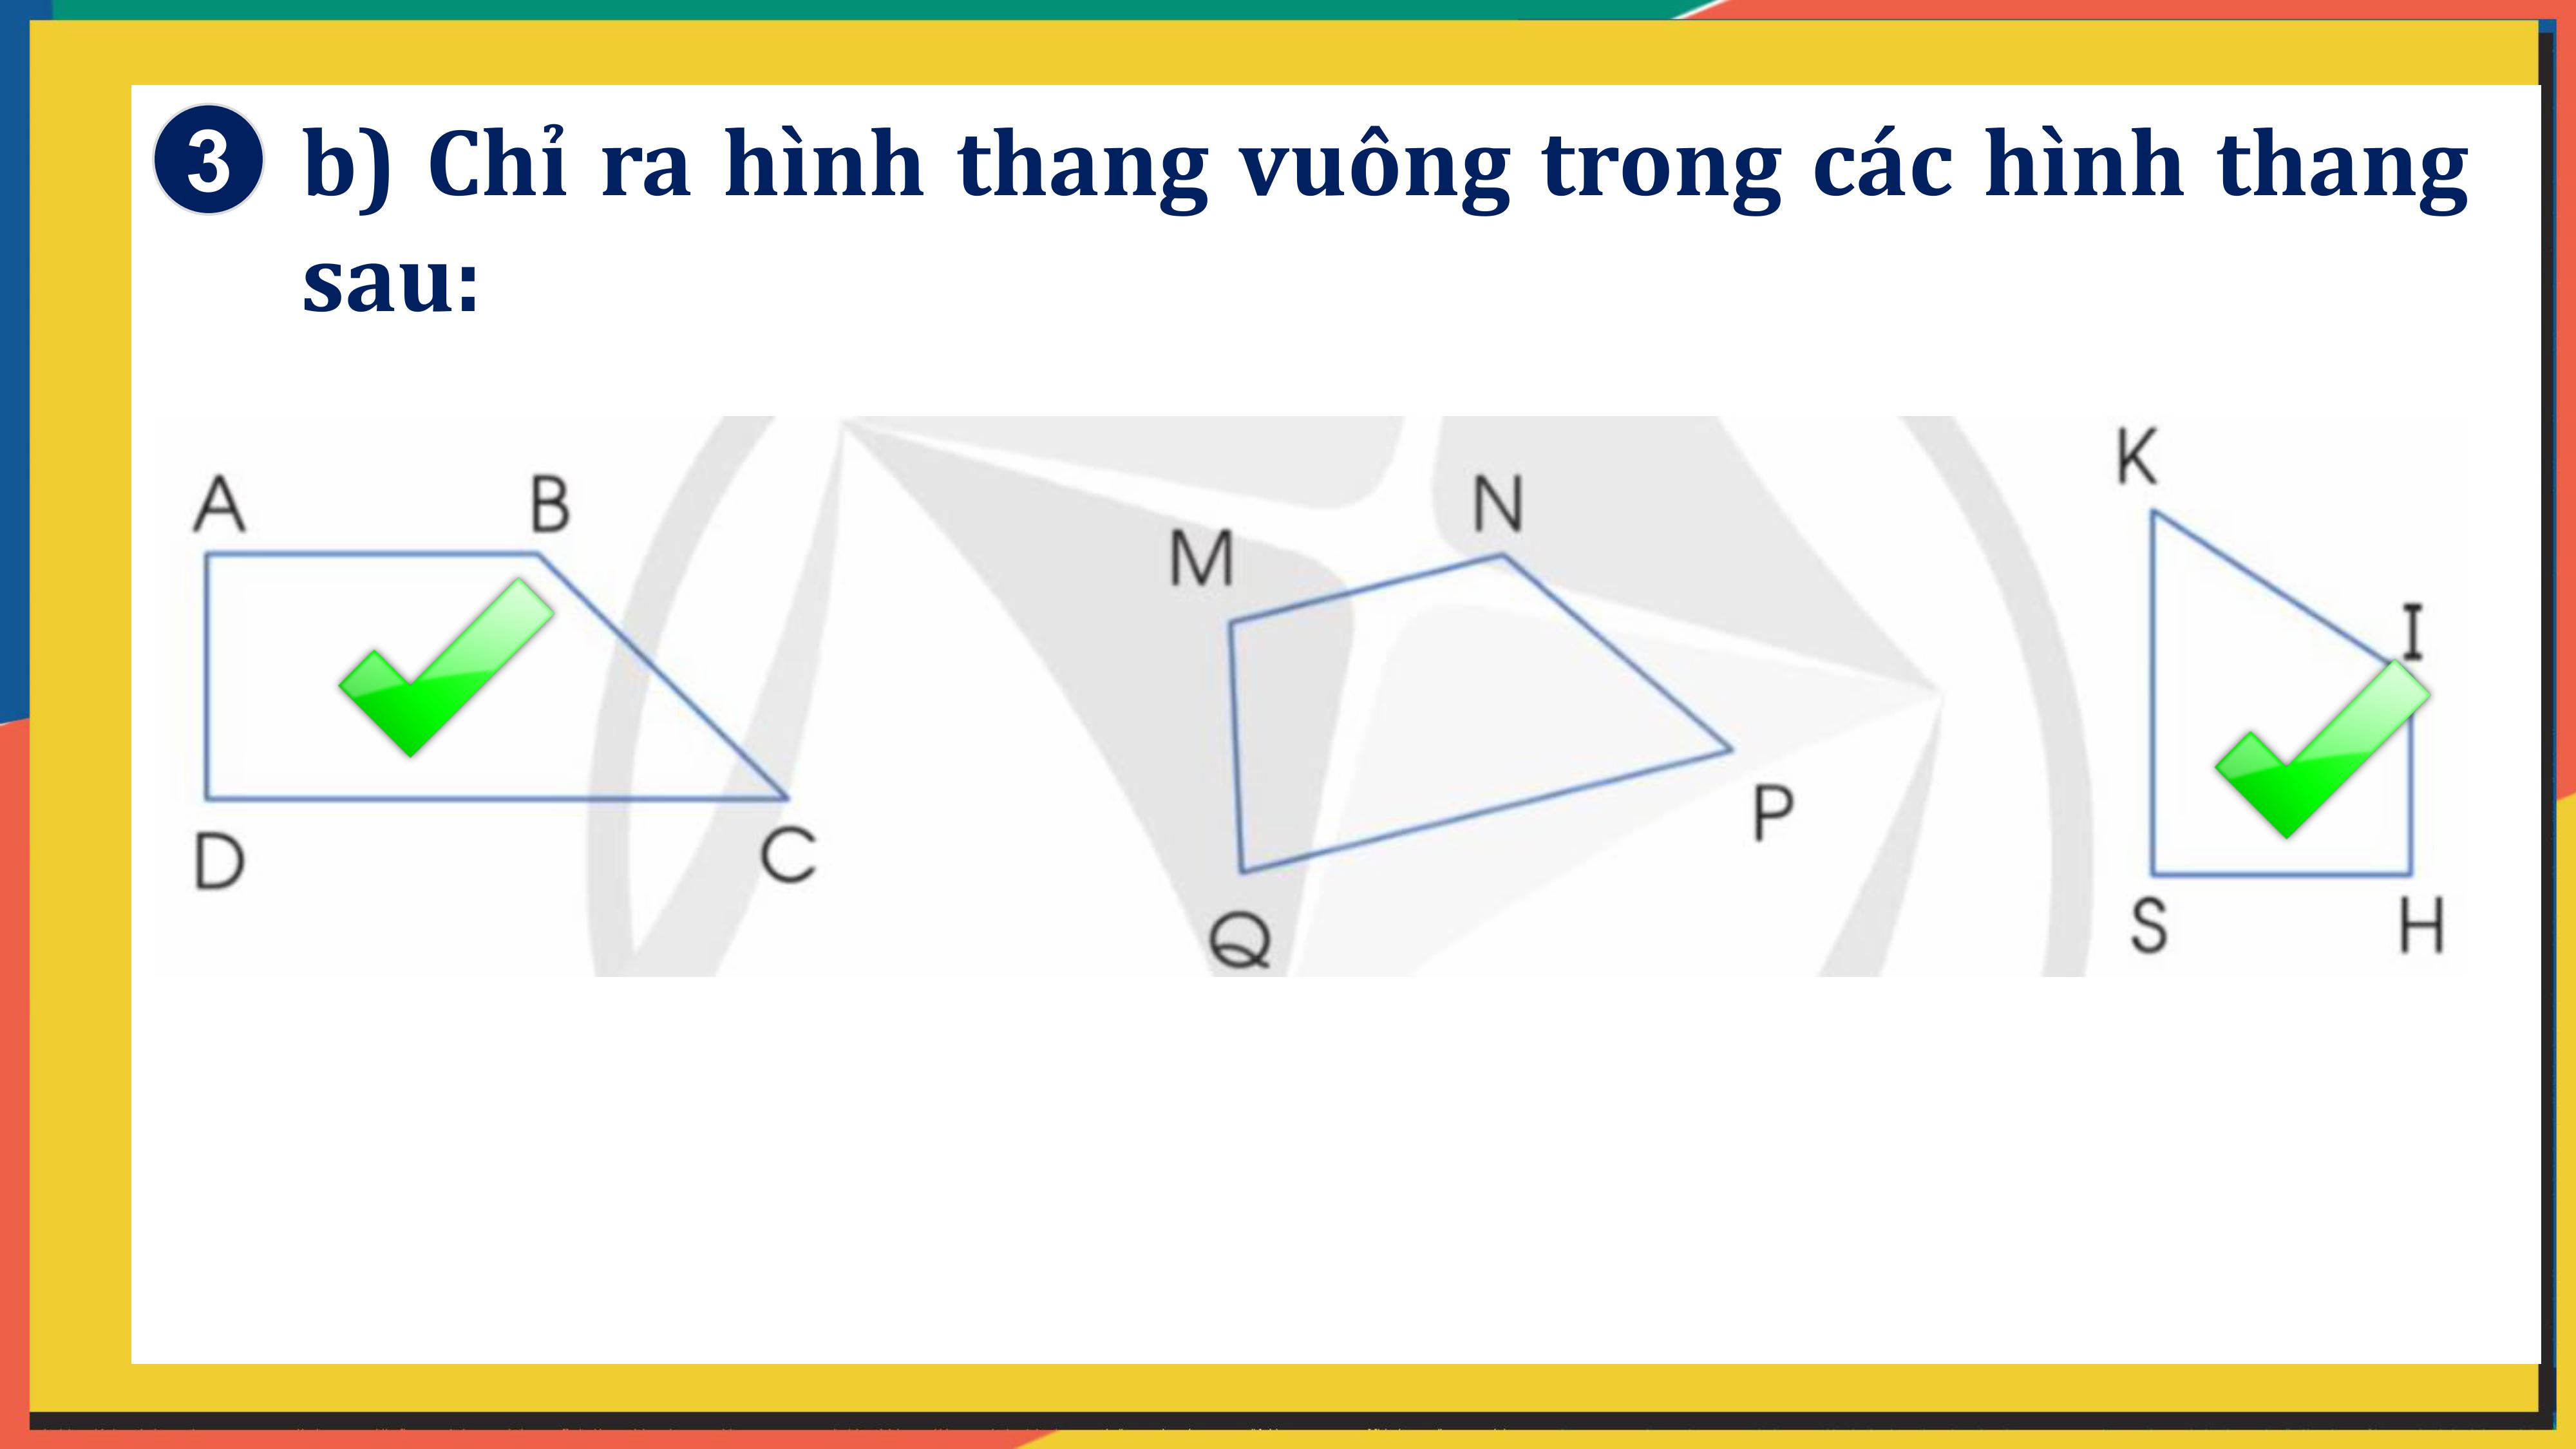 3 b) Chỉ ra hình thang vuông trong các hình thang
sau:
K
A B N
M
I
P
D C
S H
Q